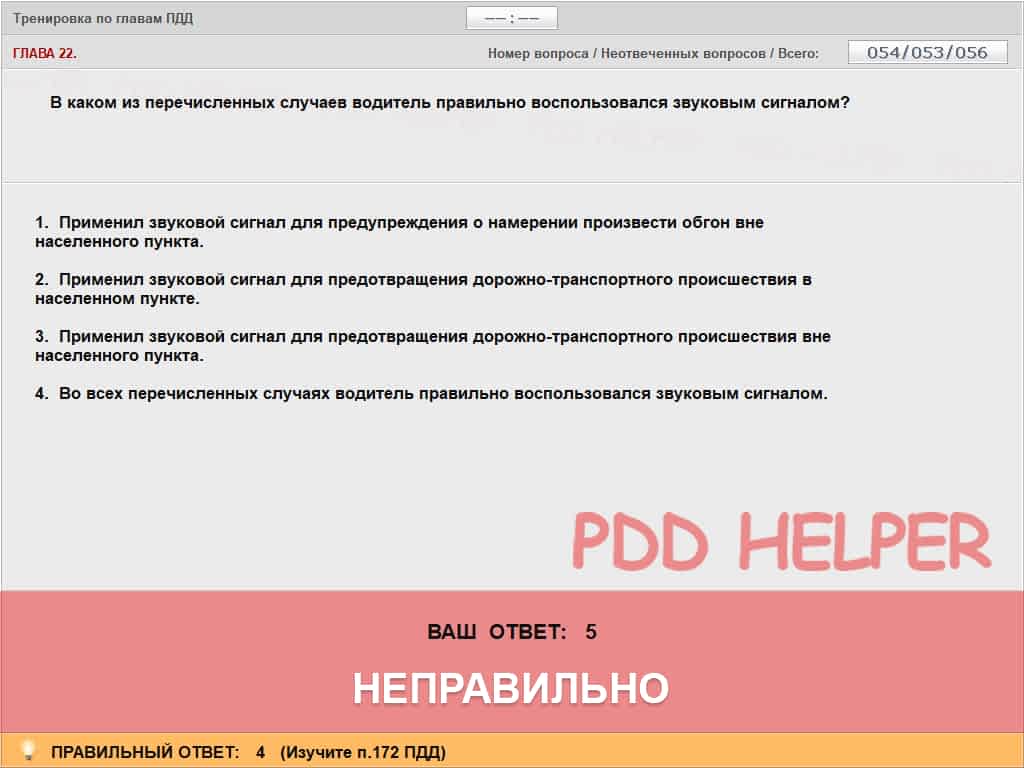 Тренировка по главам ПДД
–– : ––
ГЛАВА 22.
Номер вопроса / Неотвеченных вопросов / Всего:
054/053/056
В каком из перечисленных случаев водитель правильно воспользовался звуковым сигналом?
1. Применил звуковой сигнал для предупреждения о намерении произвести обгон вне
населенного пункта.
2. Применил звуковой сигнал для предотвращения дорожно-транспортного происшествия в
населенном пункте.
3. Применил звуковой сигнал для предотвращения дорожно-транспортного происшествия вне
населенного пункта.
4. Во всех перечисленных случаях водитель правильно воспользовался звуковым сигналом.
PDD HELPER
ВАШ ОТВЕТ: 5
НЕПРАВИЛЬНО
ПРАВИЛЬНЫЙ ОТВЕТ: 4 (Изучите п.172 ПДД)